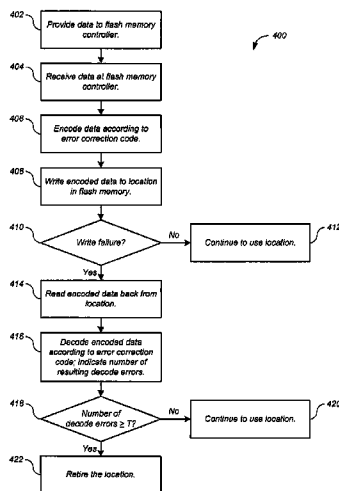 402
Provide data to flash memory
controller.
400
404
Receive data at flash memory
controller.
406
Encode data according to
error correction code.
408
Write encoded data to location
in flash memory.
410
Write failure?
No
Continue to use location.
412
Yes
414
Read encoded data back from
location.
416
Decode encoded data
according to error correction
code; indicate number of
resulting decode errors.
418
Number of
decode errors ≥ T?
No
Continue to use location.
420
Yes
422
Retire the location.